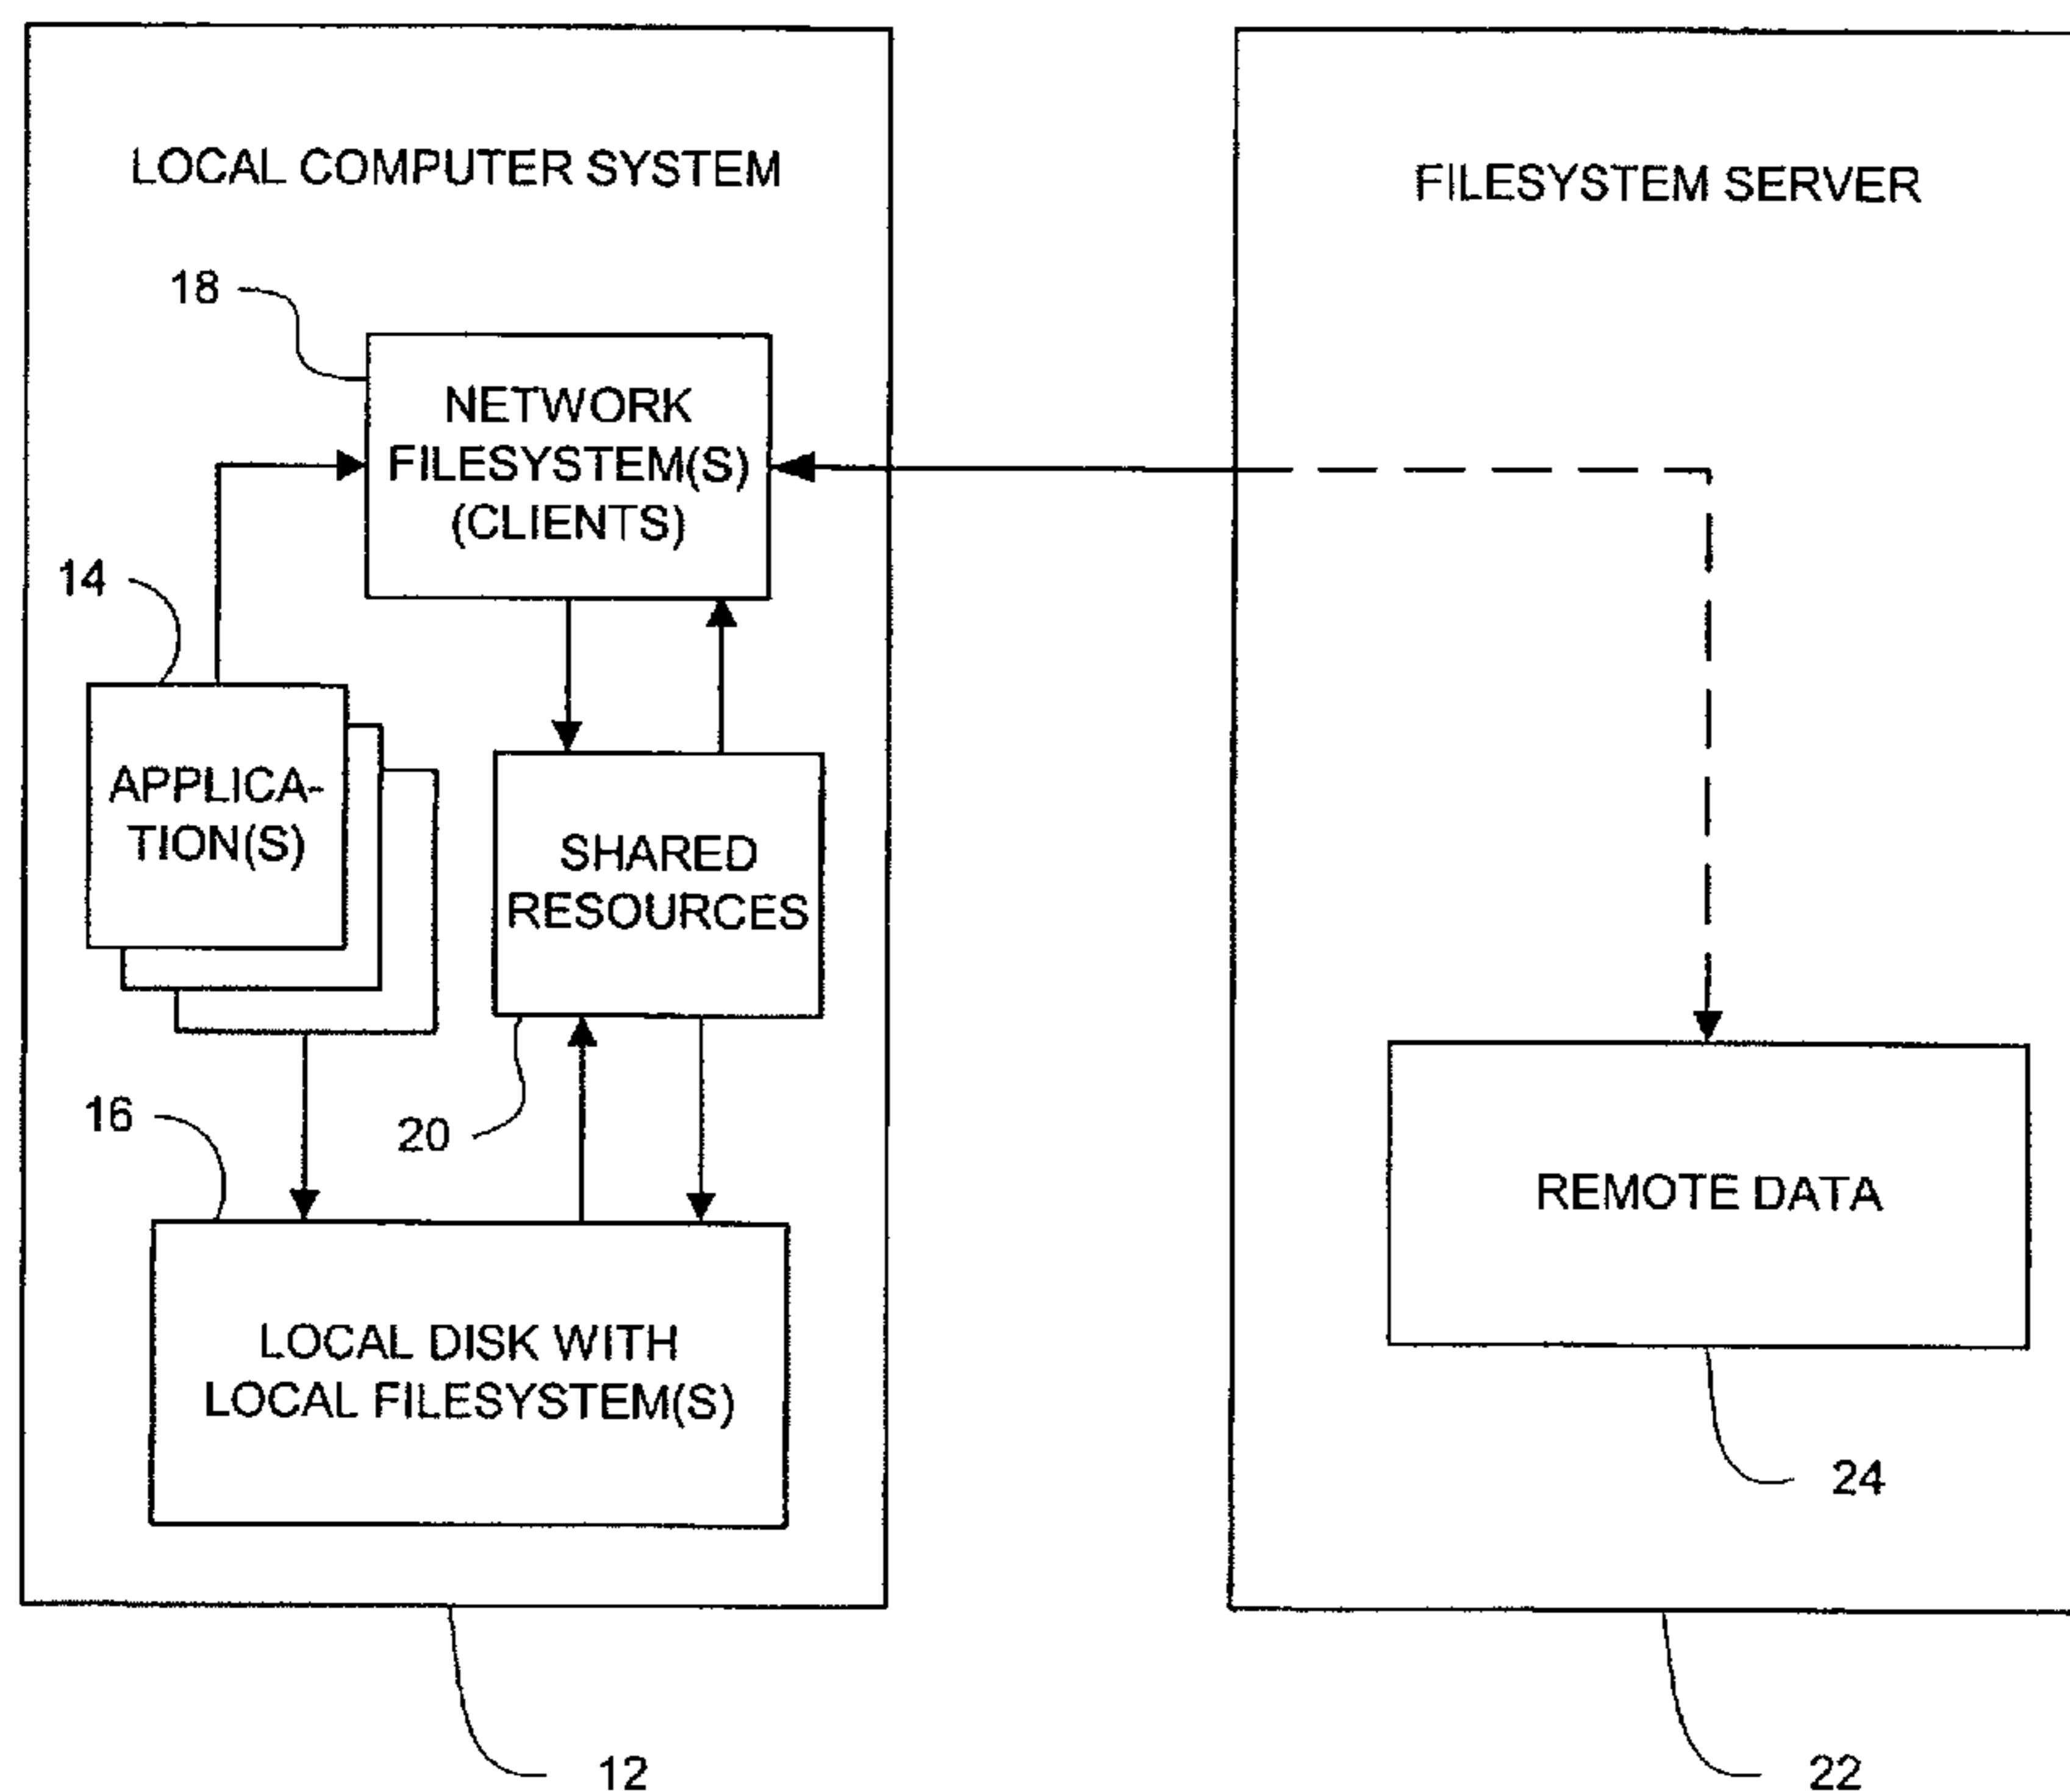 LOCAL COMPUTER SYSTEM
18
NETWORK
FILESYSTEM(S)
(CLIENTS)
14
APPLICA-
TION(S)
SHARED
RESOURCES
16
20
LOCAL DISK WITH
LOCAL FILESYSTEM(S)
12
FILESYSTEM SERVER
REMOTE DATA
24
22